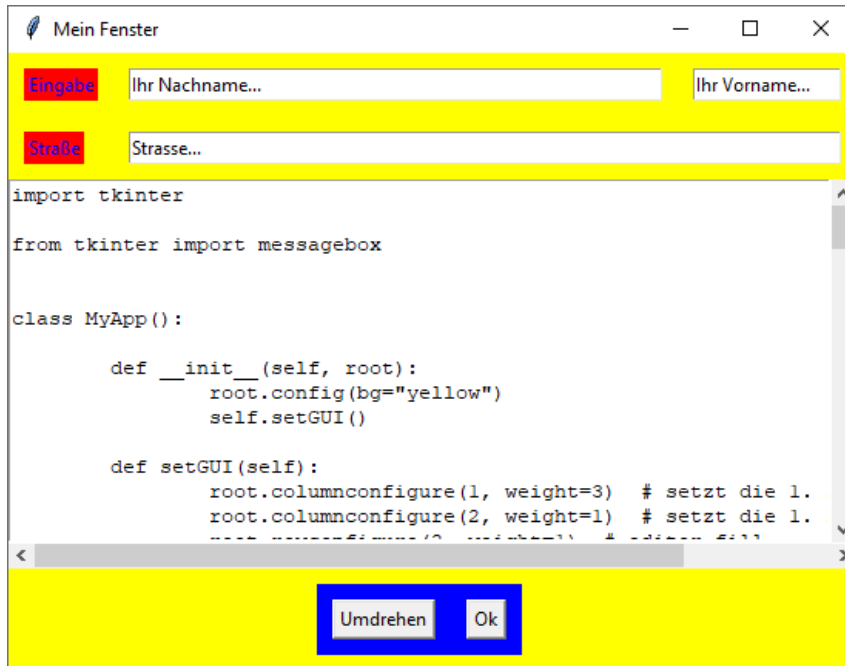 Mein Fenster
Eingabe Ihr Nachname... Ihr Vorname...
Straße Strasse...
import tkinter
from tkinter import messagebox
class MyApp():
def __init__(self, root):
root.config(bg="yellow")
self.setGUI()
def setGUI(self):
root.columnconfigure(1, weight=3)  # setzt die 1.
root.columnconfigure(2, weight=1)  # setzt die 1.
Umdrehen Ok